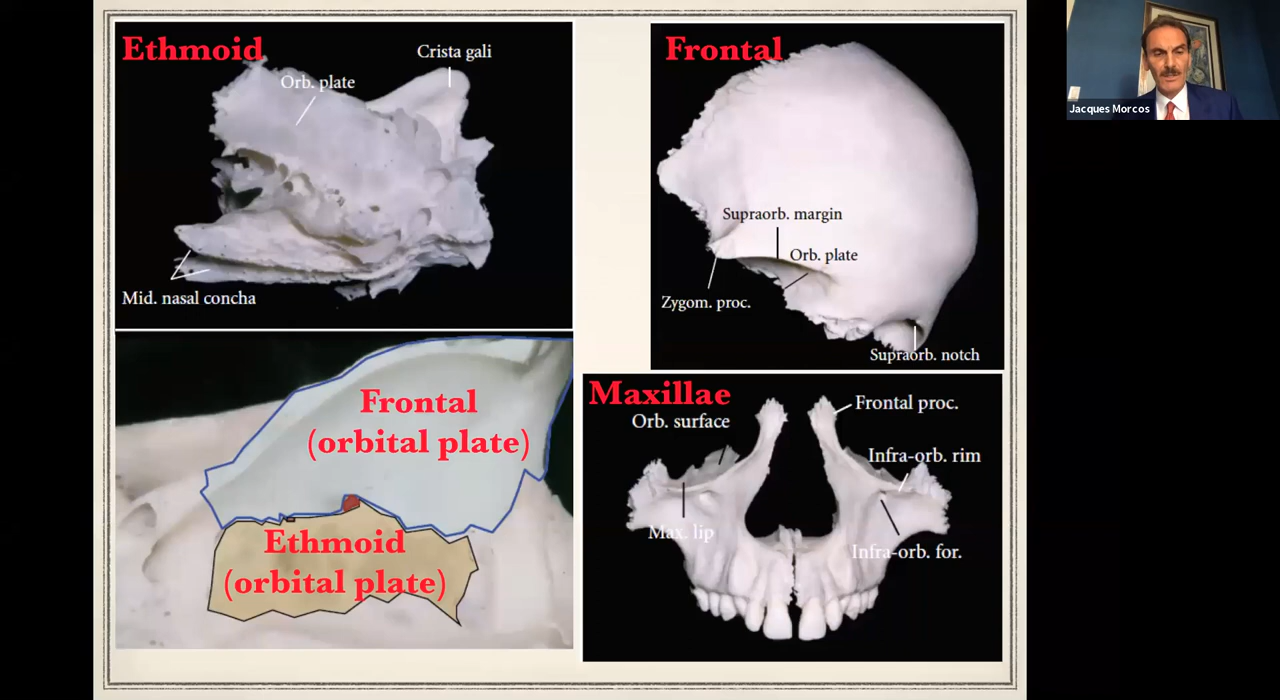 Ethmoid
Crista gali
Orb. plate
Mid. nasal concha
Frontal
Supraorb. margin
Orb. plate
Zygom. proc.
Supraorb. notch
Frontal
(orbital plate)
Ethmoid
(orbital plate)
Maxillae
Orb. surface
Frontal proc.
Infra-orb. rim
Max. lip
Infra-orb. for.
Jacques Morcos